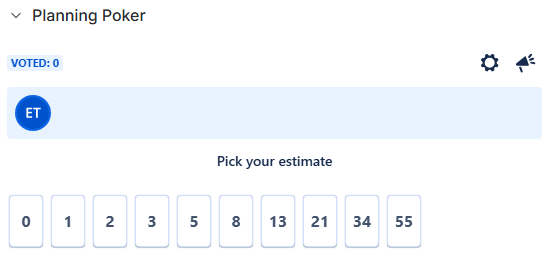 Planning Poker
VOTED: 0
ET
Pick your estimate
0 1 2 3 5 8 13 21 34 55